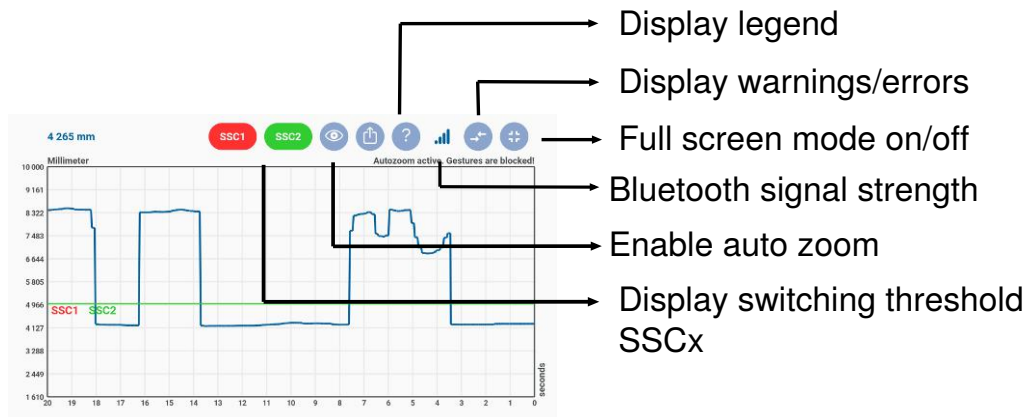 Display legend
Display warnings/errors
4 265 mm
SSC1
SSC2
?
Full screen mode on/off
Millimeter
Autozoom active. Gestures are blocked!
Bluetooth signal strength
10 000
9 161
8 322
7 483
Enable auto zoom
6 644
5 805
4 966
SSC1 SSC2
Display switching threshold
SSCx
4 127
3 288
2 449
1 610
seconds
20 19 18 17 16 15 14 13 12 11 10 9 8 7 6 5 4 3 2 1 0